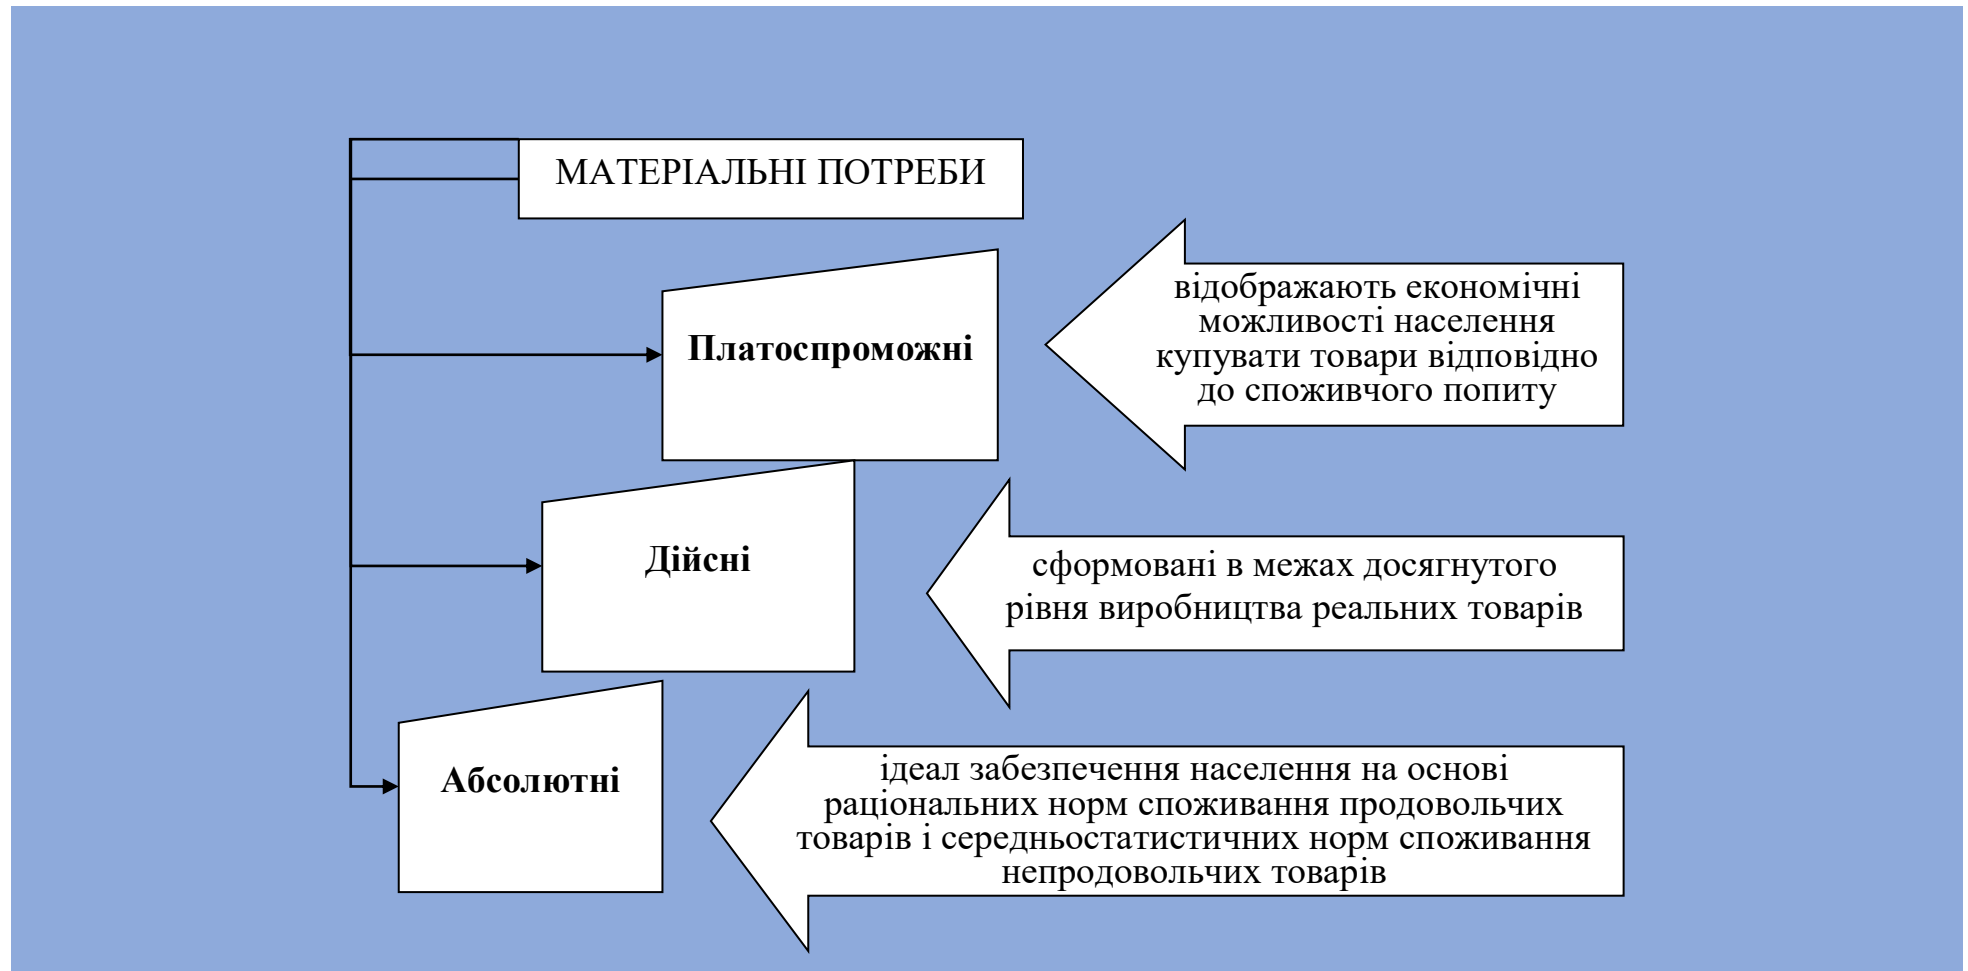 МАТЕРІАЛЬНІ ПОТРЕБИ
Платоспроможні
відображають економічні
можливості населення
купувати товари відповідно
до споживчого попиту
Дійсні
сформовані в межах досягнутого
рівня виробництва реальних товарів
Абсолютні
ідеал забезпечення населення на основі
раціональних норм споживання продовольчих
товарів і середньостатистичних норм споживання
непродовольчих товарів